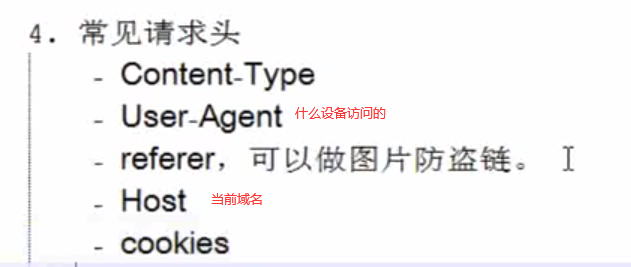 4. 常见请求头
- Content-Type
- User-Agent 什么设备访问的
- referer，可以做图片防盗链。
- Host 当前域名
- cookies